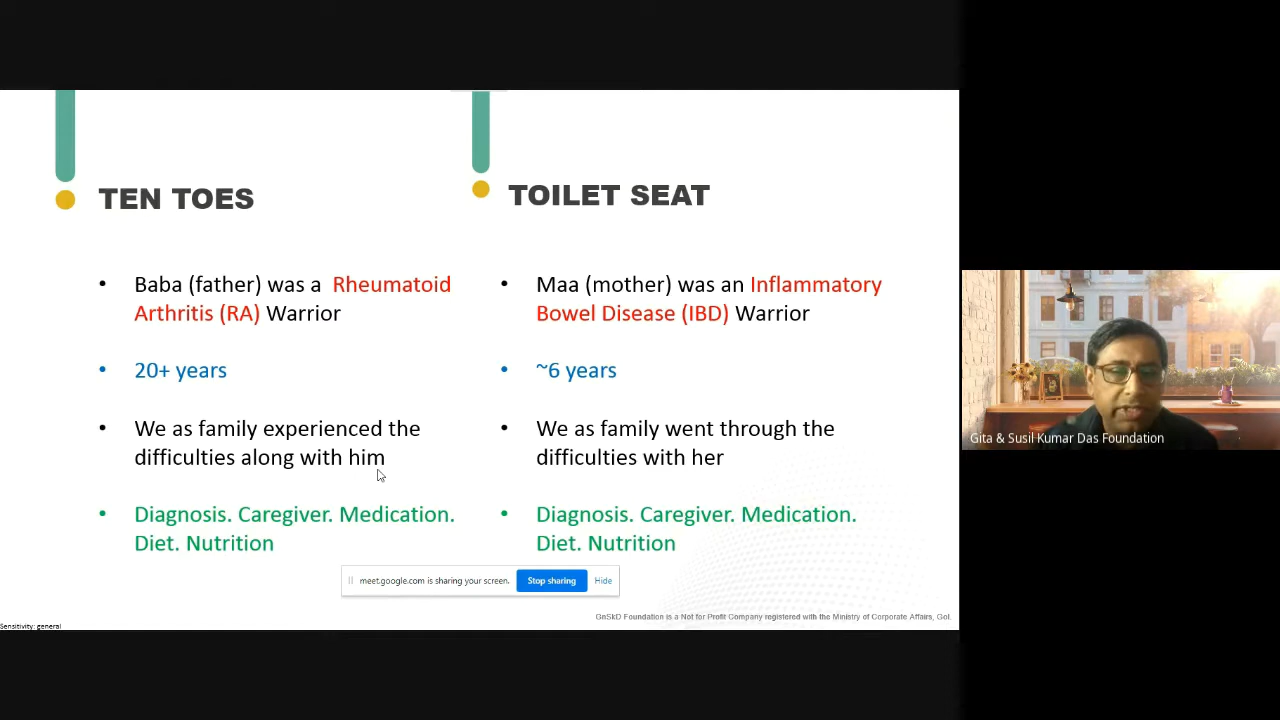 TEN TOES
Baba (father) was a Rheumatoid
Arthritis (RA) Warrior
20+ years
We as family experienced the
difficulties along with him
Diagnosis. Caregiver. Medication.
Diet. Nutrition
TOILET SEAT
Maa (mother) was an Inflammatory
Bowel Disease (IBD) Warrior
~6 years
We as family went through the
difficulties with her
Diagnosis. Caregiver. Medication.
Diet. Nutrition
meet.google.com is sharing your screen. Stop sharing Hide
GnSkD Foundation is a Not for Profit Company registered with the Ministry of Corporate Affairs, GoI.
Sensitivity: general
Gita & Susil Kumar Das Foundation